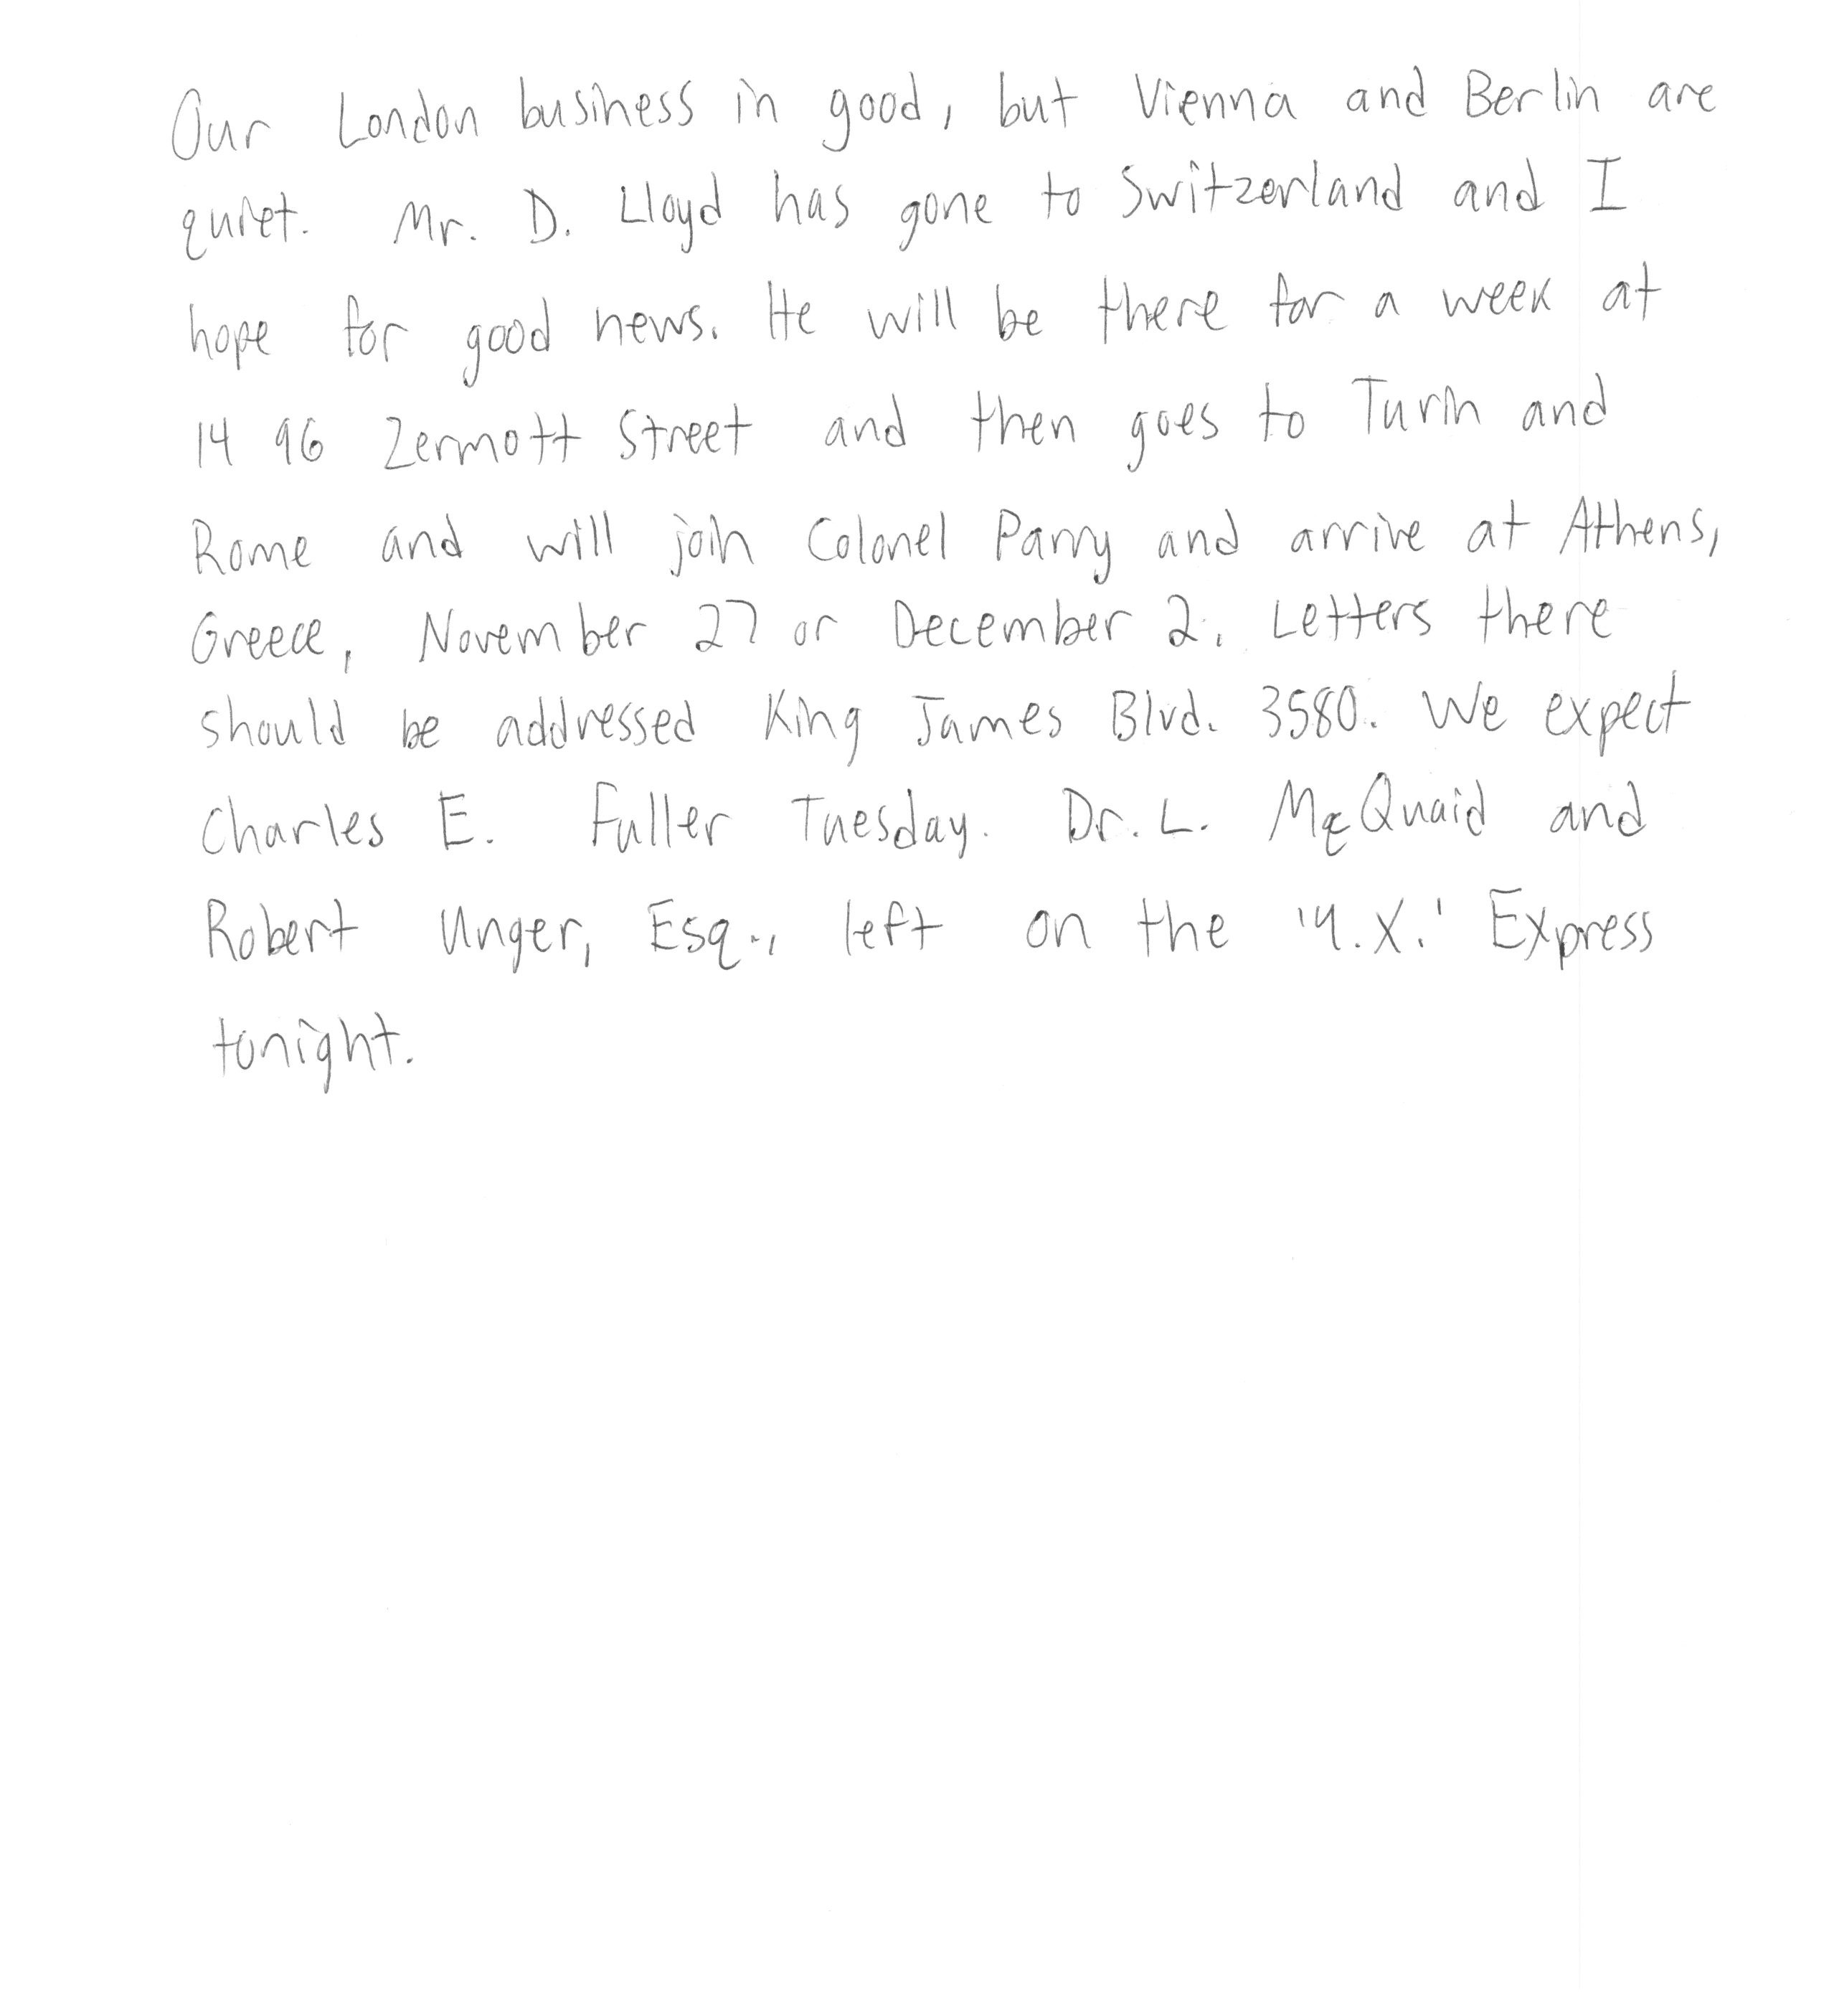 Our London business in good, but Vienna and Berlin are
quiet. Mr. D. Lloyd has gone to Switzerland and I
hope for good news. He will be there for a week at
14 96 Zermott Street and then goes to Turin and
Rome and will join Colonel Parry and arrive at Athens,
Greece, November 27 or December 2. Letters there
should be addressed King James Blvd. 3580. We expect
Charles E. Fuller Tuesday. Dr. L. McQuaid and
Robert Unger, Esq., left on the 'Y.X.' Express
tonight.